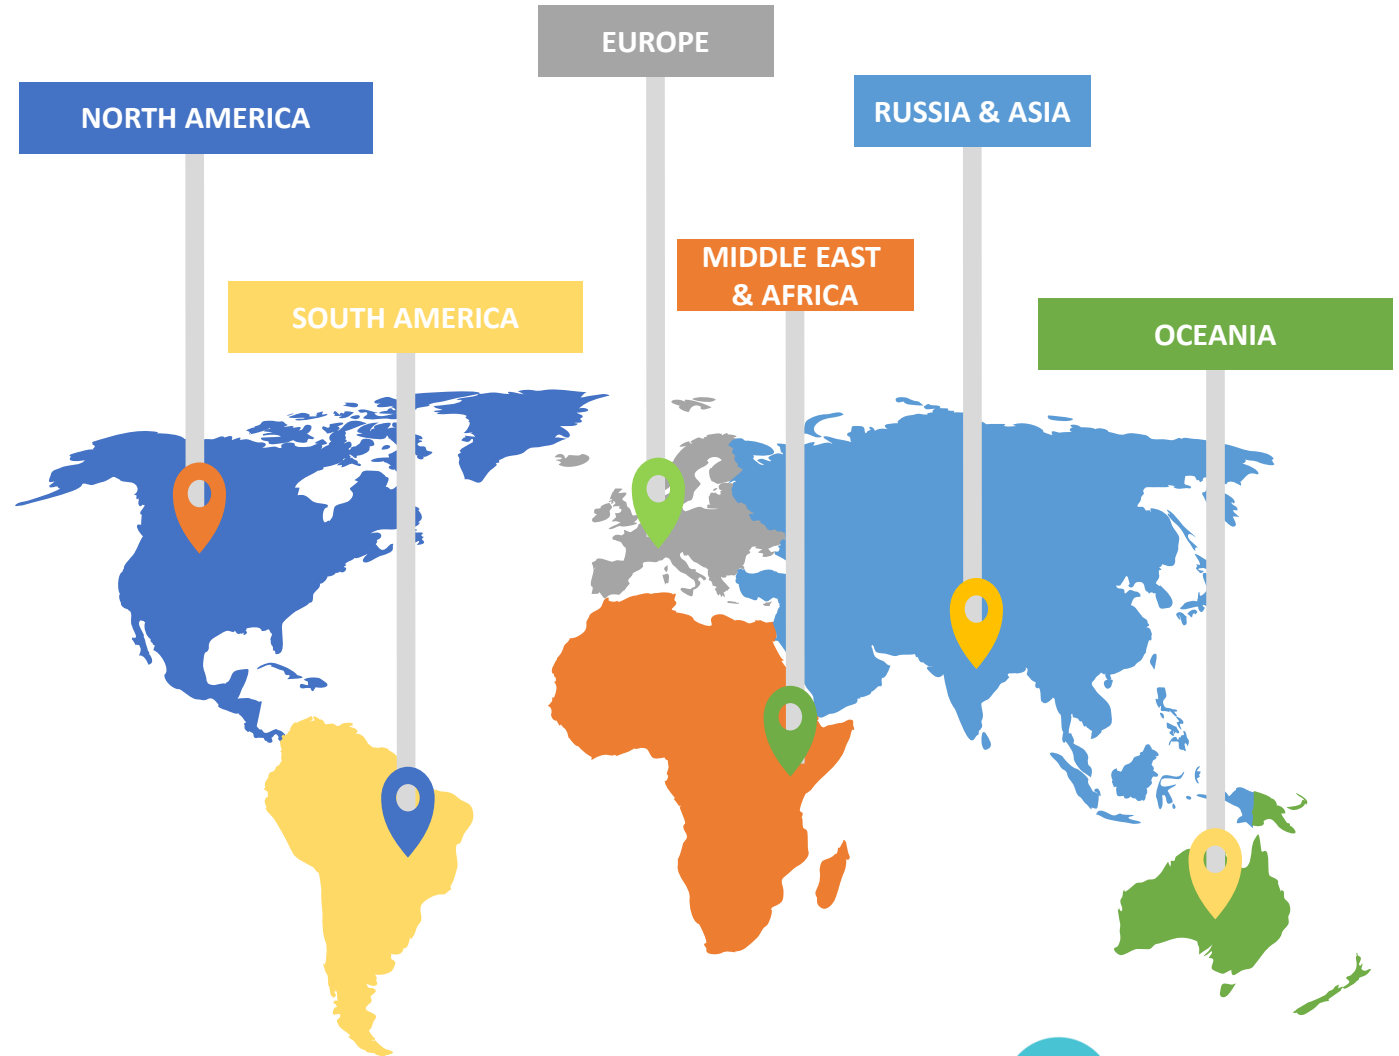 EUROPE
NORTH AMERICA
RUSSIA & ASIA
MIDDLE EAST
& AFRICA
SOUTH AMERICA
OCEANIA